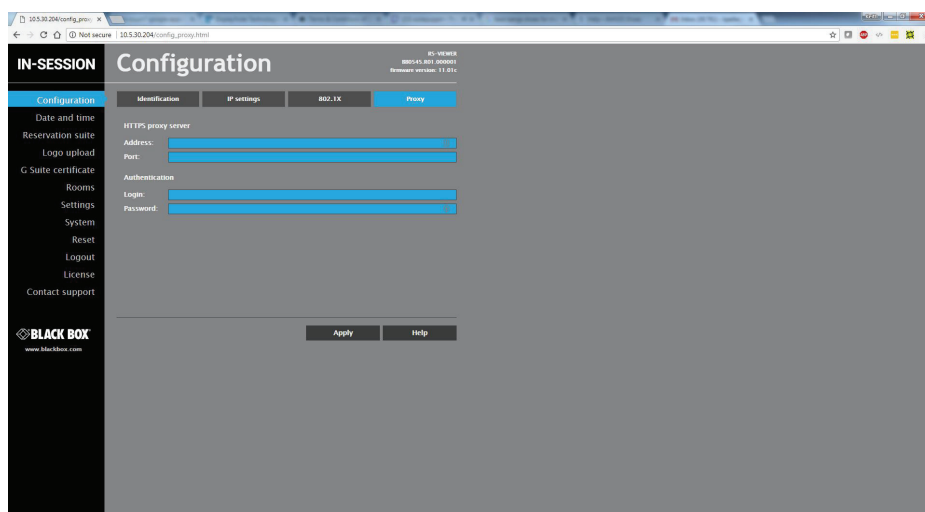 10.5.30.204/config_prox
Not secure
10.5.30.204/config_proxy.html
IN-SESSION
Configuration
RS-VIEWER
firmware version: 11.01c
Configuration
Date and time
Reservation suite
Logo upload
G Suite certificate
Rooms
Settings
System
Reset
Logout
License
Contact support
BLACK BOX
www.blackbox.com
Identification
IP settings
802.1X
Proxy
HTTPS proxy server
Address:
Port:
Authentication
Login:
Password:
Apply
Help